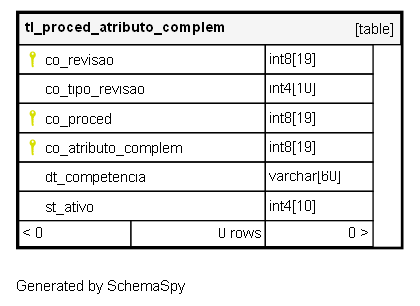 tl_proced_atributo_complem [table]
co_revisao int8[19]
co_tipo_revisao int4[10]
co_proced int8[19]
co_atributo_complem int8[19]
dt_competencia varchar[60]
st_ativo int4[10]
< 0 0 rows 0 >
Generated by SchemaSpy